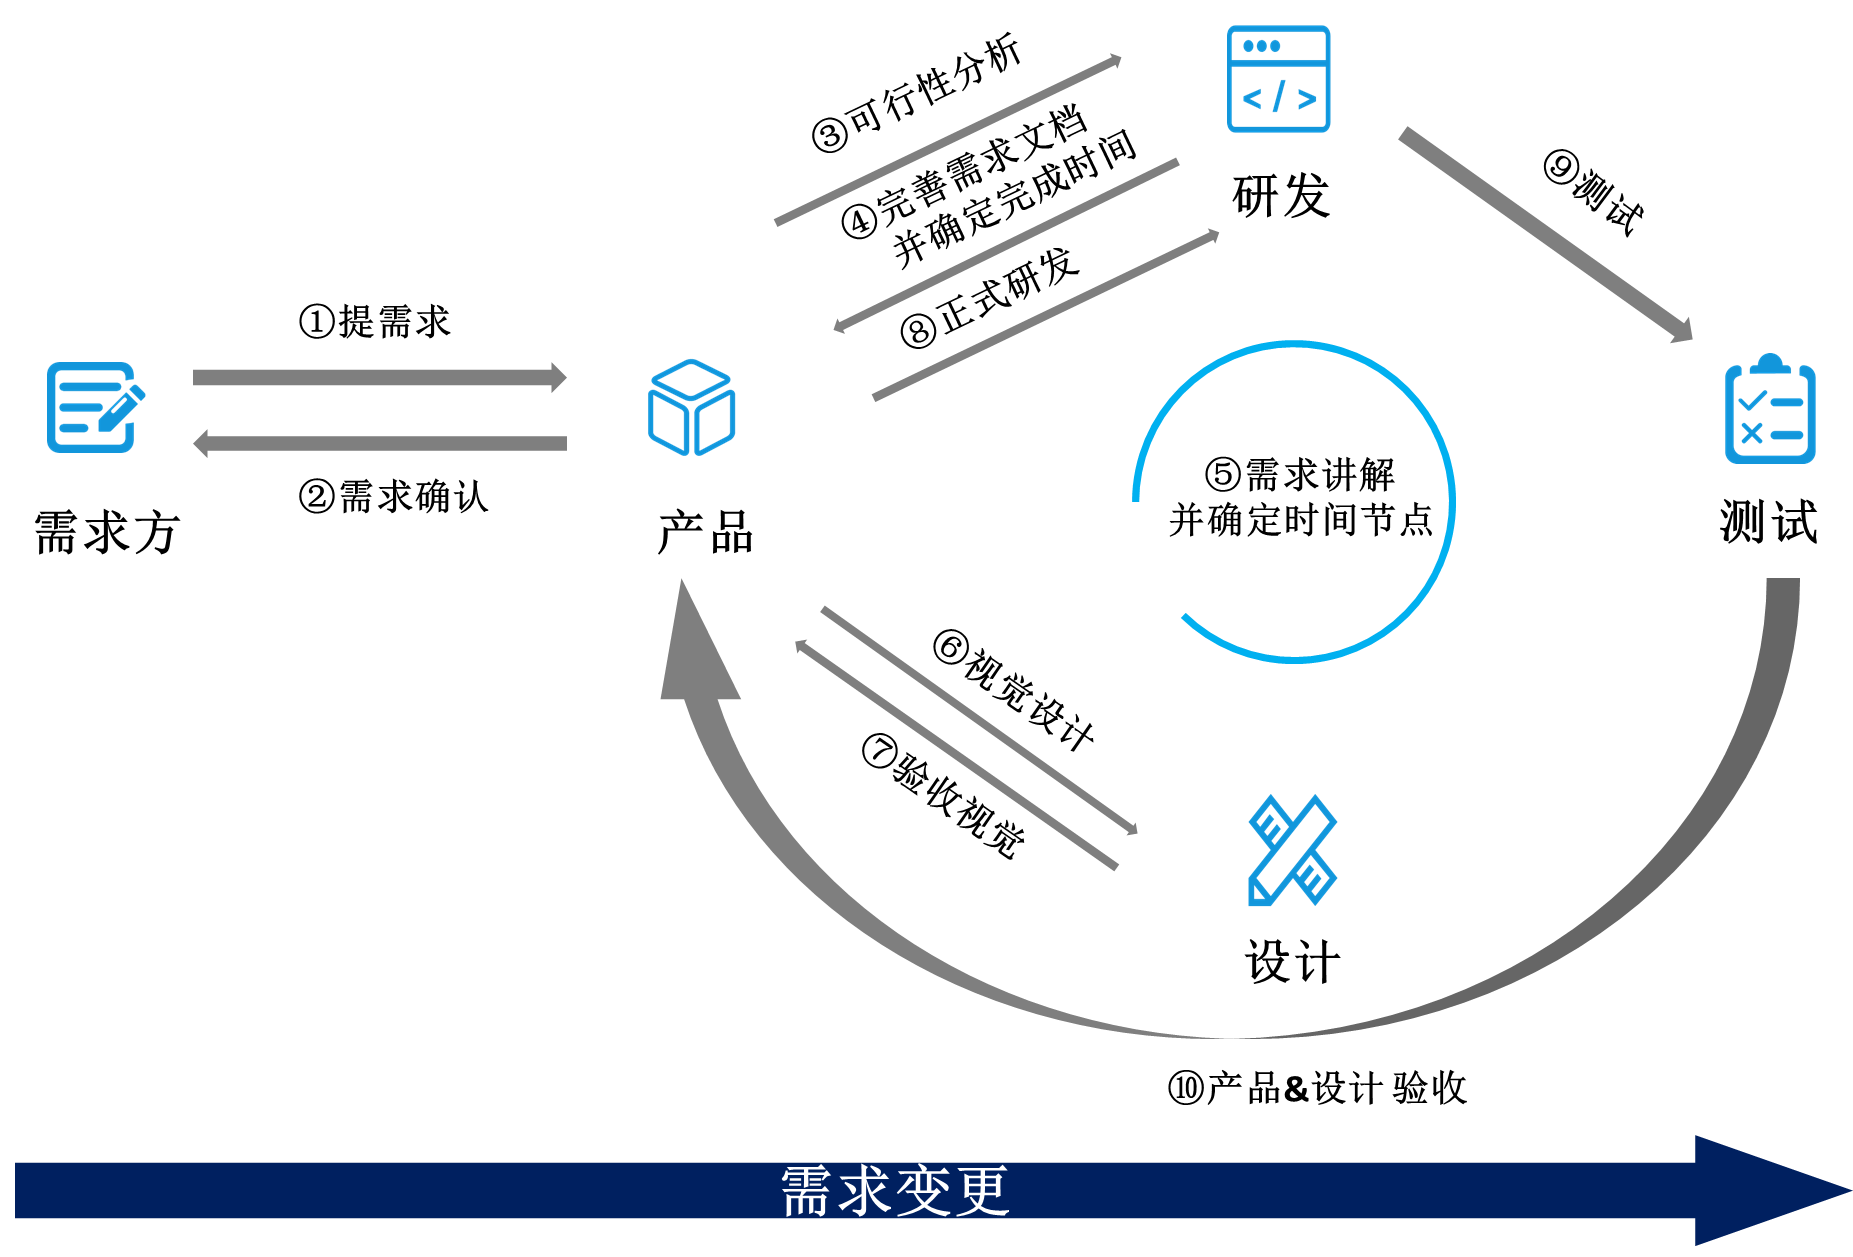 ①提需求
②需求确认
需求方
产品
③可行性分析
④完善需求文档
并确定完成时间
⑧正式研发
</>
研发
⑨测试
测试
⑤需求讲解
并确定时间节点
⑥视觉设计
⑦验收视觉
设计
⑩产品&设计 验收
需求变更